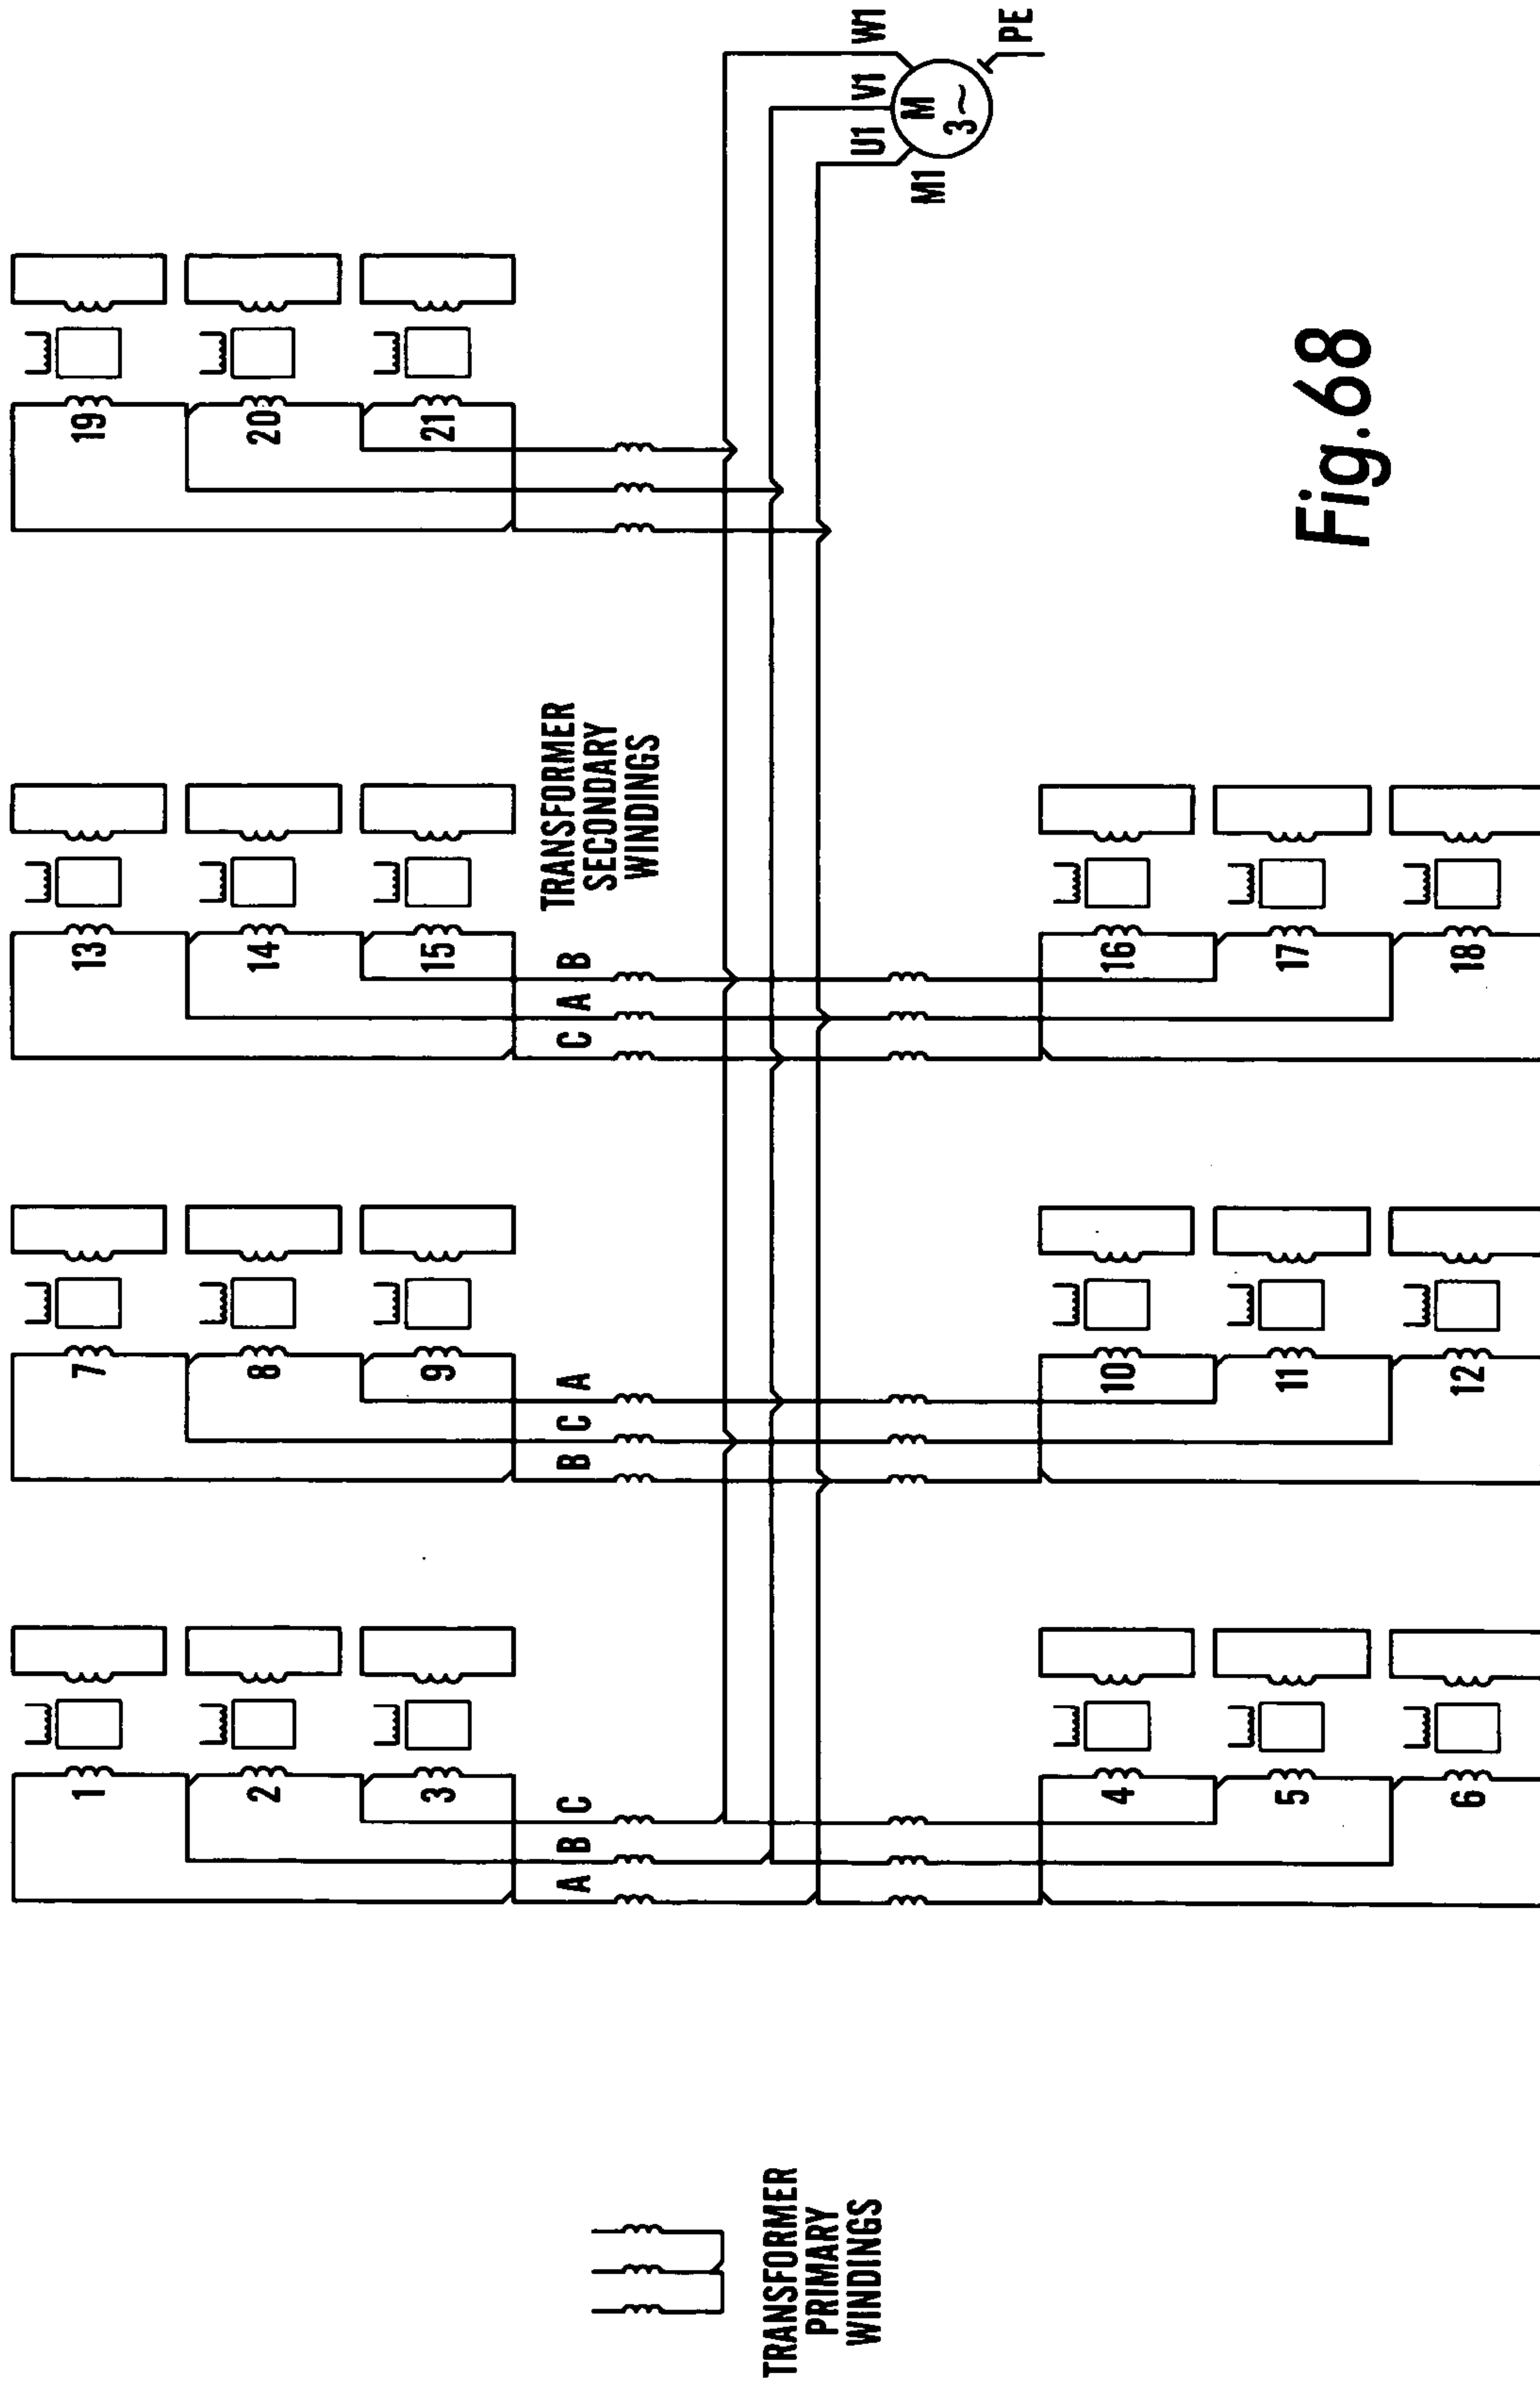 1
2
3
4
5
6
7
8
9
10
11
12
13
14
15
16
17
18
19
20
21
A B C
B C A
C A B
TRANSFORMER
SECONDARY
WINDINGS
TRANSFORMER
PRIMARY
WINDINGS
U1 V1 W1
M1
M
3~
PE
Fig.68